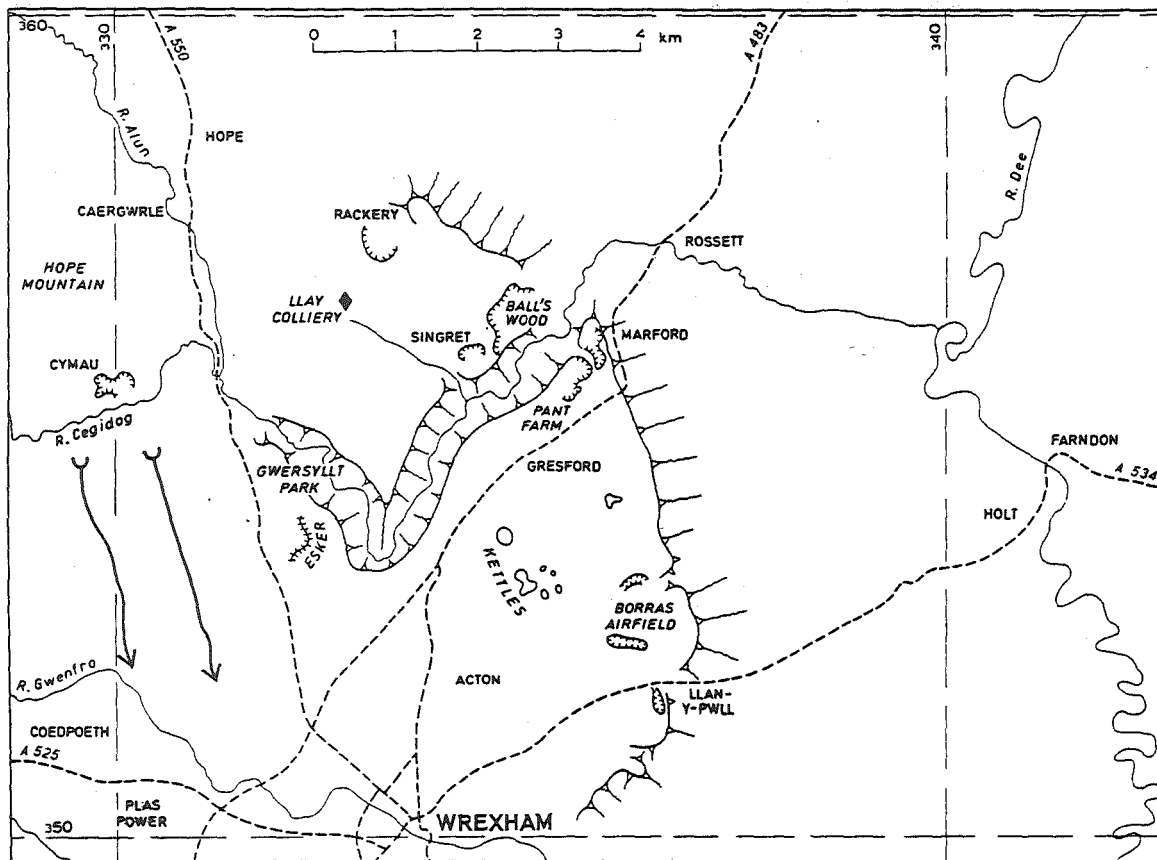 360
330
A 550
0 1 2 3 4 km
A 483
340
R. Alun
HOPE
R. Dee
CAERGWRLE
RACKERY
ROSSETT
HOPE
MOUNTAIN
LLAY
COLLIERY
BALL'S
WOOD
SINGRET
MARFORD
CYMAU
PANT
FARM
R. Cegidog
GWERSYLLT
PARK
GRESFORD
FARNDON
A 534
HOLT
ESKER
KETTLES
BORRAS
AIRFIELD
R. Gwenfro
ACTON
LLAN-
Y-PWLL
COEDPOETH
A 525
PLAS
POWER
WREXHAM
350